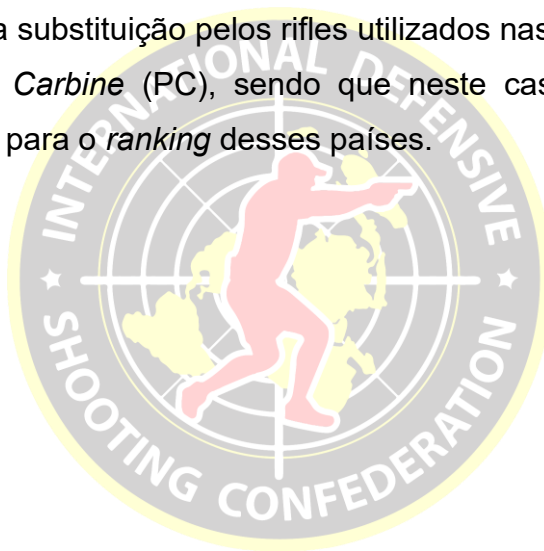 a substituição pelos rifles utilizados nas
Carbine (PC), sendo que neste cas
para o ranking desses países.
INTERNATIONAL DEFENSIVE
SHOOTING CONFEDERATION